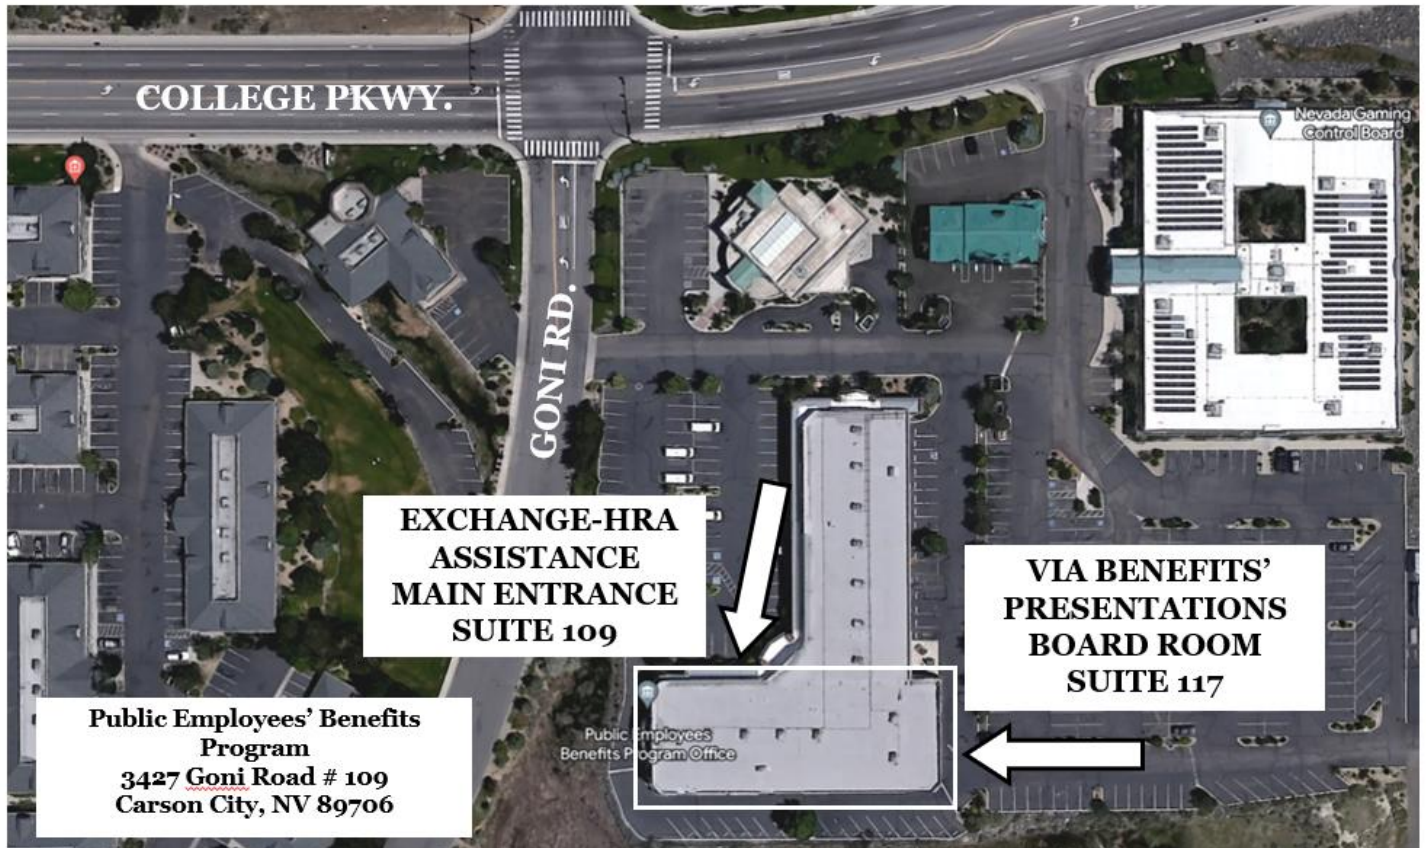 COLLEGE PKWY.
Nevada Gaming
Control Board
GONI RD.
EXCHANGE-HRA
ASSISTANCE
MAIN ENTRANCE
SUITE 109
VIA BENEFITS’
PRESENTATIONS
BOARD ROOM
SUITE 117
Public Employees
Benefits Program Office
Public Employees’ Benefits
Program
3427 Goni Road # 109
Carson City, NV 89706